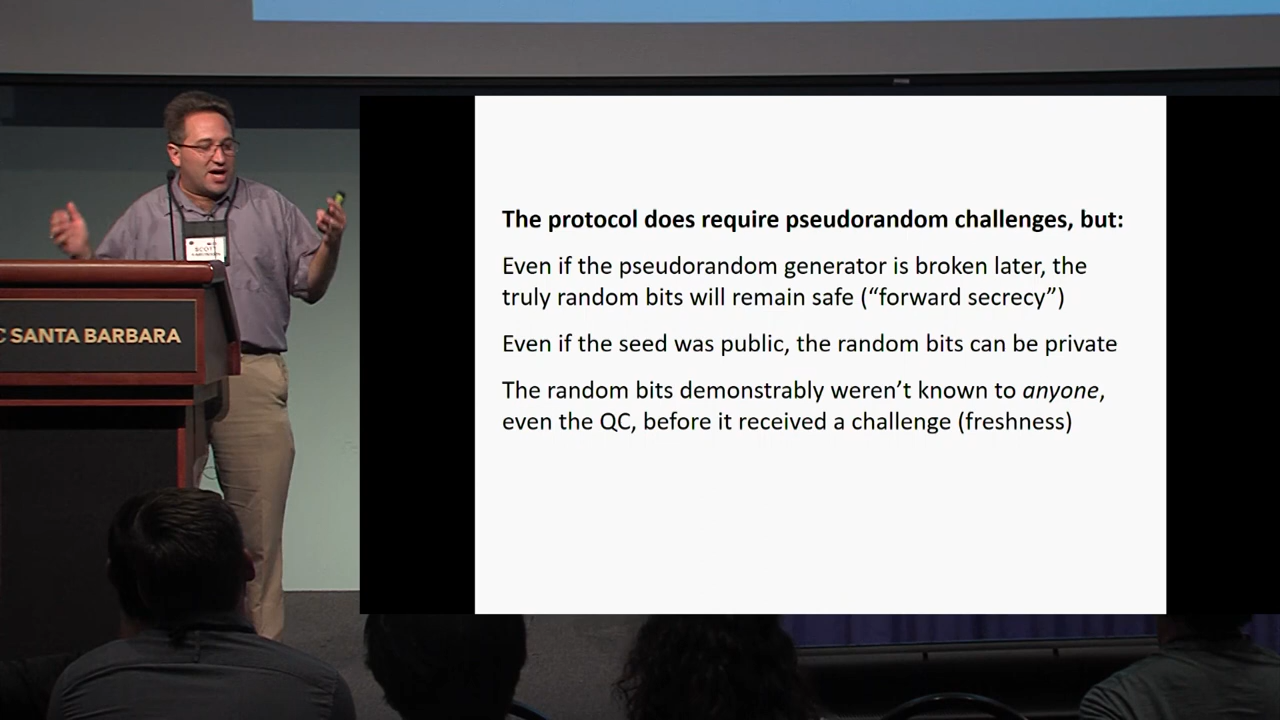 The protocol does require pseudorandom challenges, but:
Even if the pseudorandom generator is broken later, the
truly random bits will remain safe (“forward secrecy”)
Even if the seed was public, the random bits can be private
The random bits demonstrably weren’t known to anyone,
even the QC, before it received a challenge (freshness)
SCOTT
C SANTA BARBARA